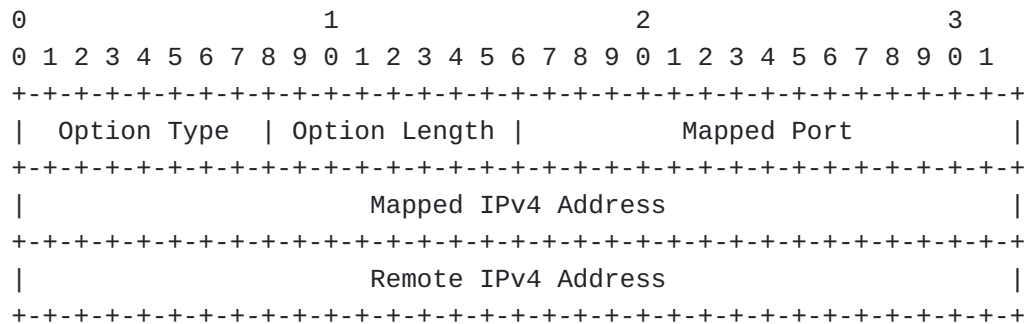 0                   1                   2                   3
0 1 2 3 4 5 6 7 8 9 0 1 2 3 4 5 6 7 8 9 0 1 2 3 4 5 6 7 8 9 0 1
+-+-+-+-+-+-+-+-+-+-+-+-+-+-+-+-+-+-+-+-+-+-+-+-+-+-+-+-+-+-+-+-+
|  Option Type  | Option Length |          Mapped Port          |
+-+-+-+-+-+-+-+-+-+-+-+-+-+-+-+-+-+-+-+-+-+-+-+-+-+-+-+-+-+-+-+-+
|                      Mapped IPv4 Address                      |
+-+-+-+-+-+-+-+-+-+-+-+-+-+-+-+-+-+-+-+-+-+-+-+-+-+-+-+-+-+-+-+-+
|                      Remote IPv4 Address                      |
+-+-+-+-+-+-+-+-+-+-+-+-+-+-+-+-+-+-+-+-+-+-+-+-+-+-+-+-+-+-+-+-+